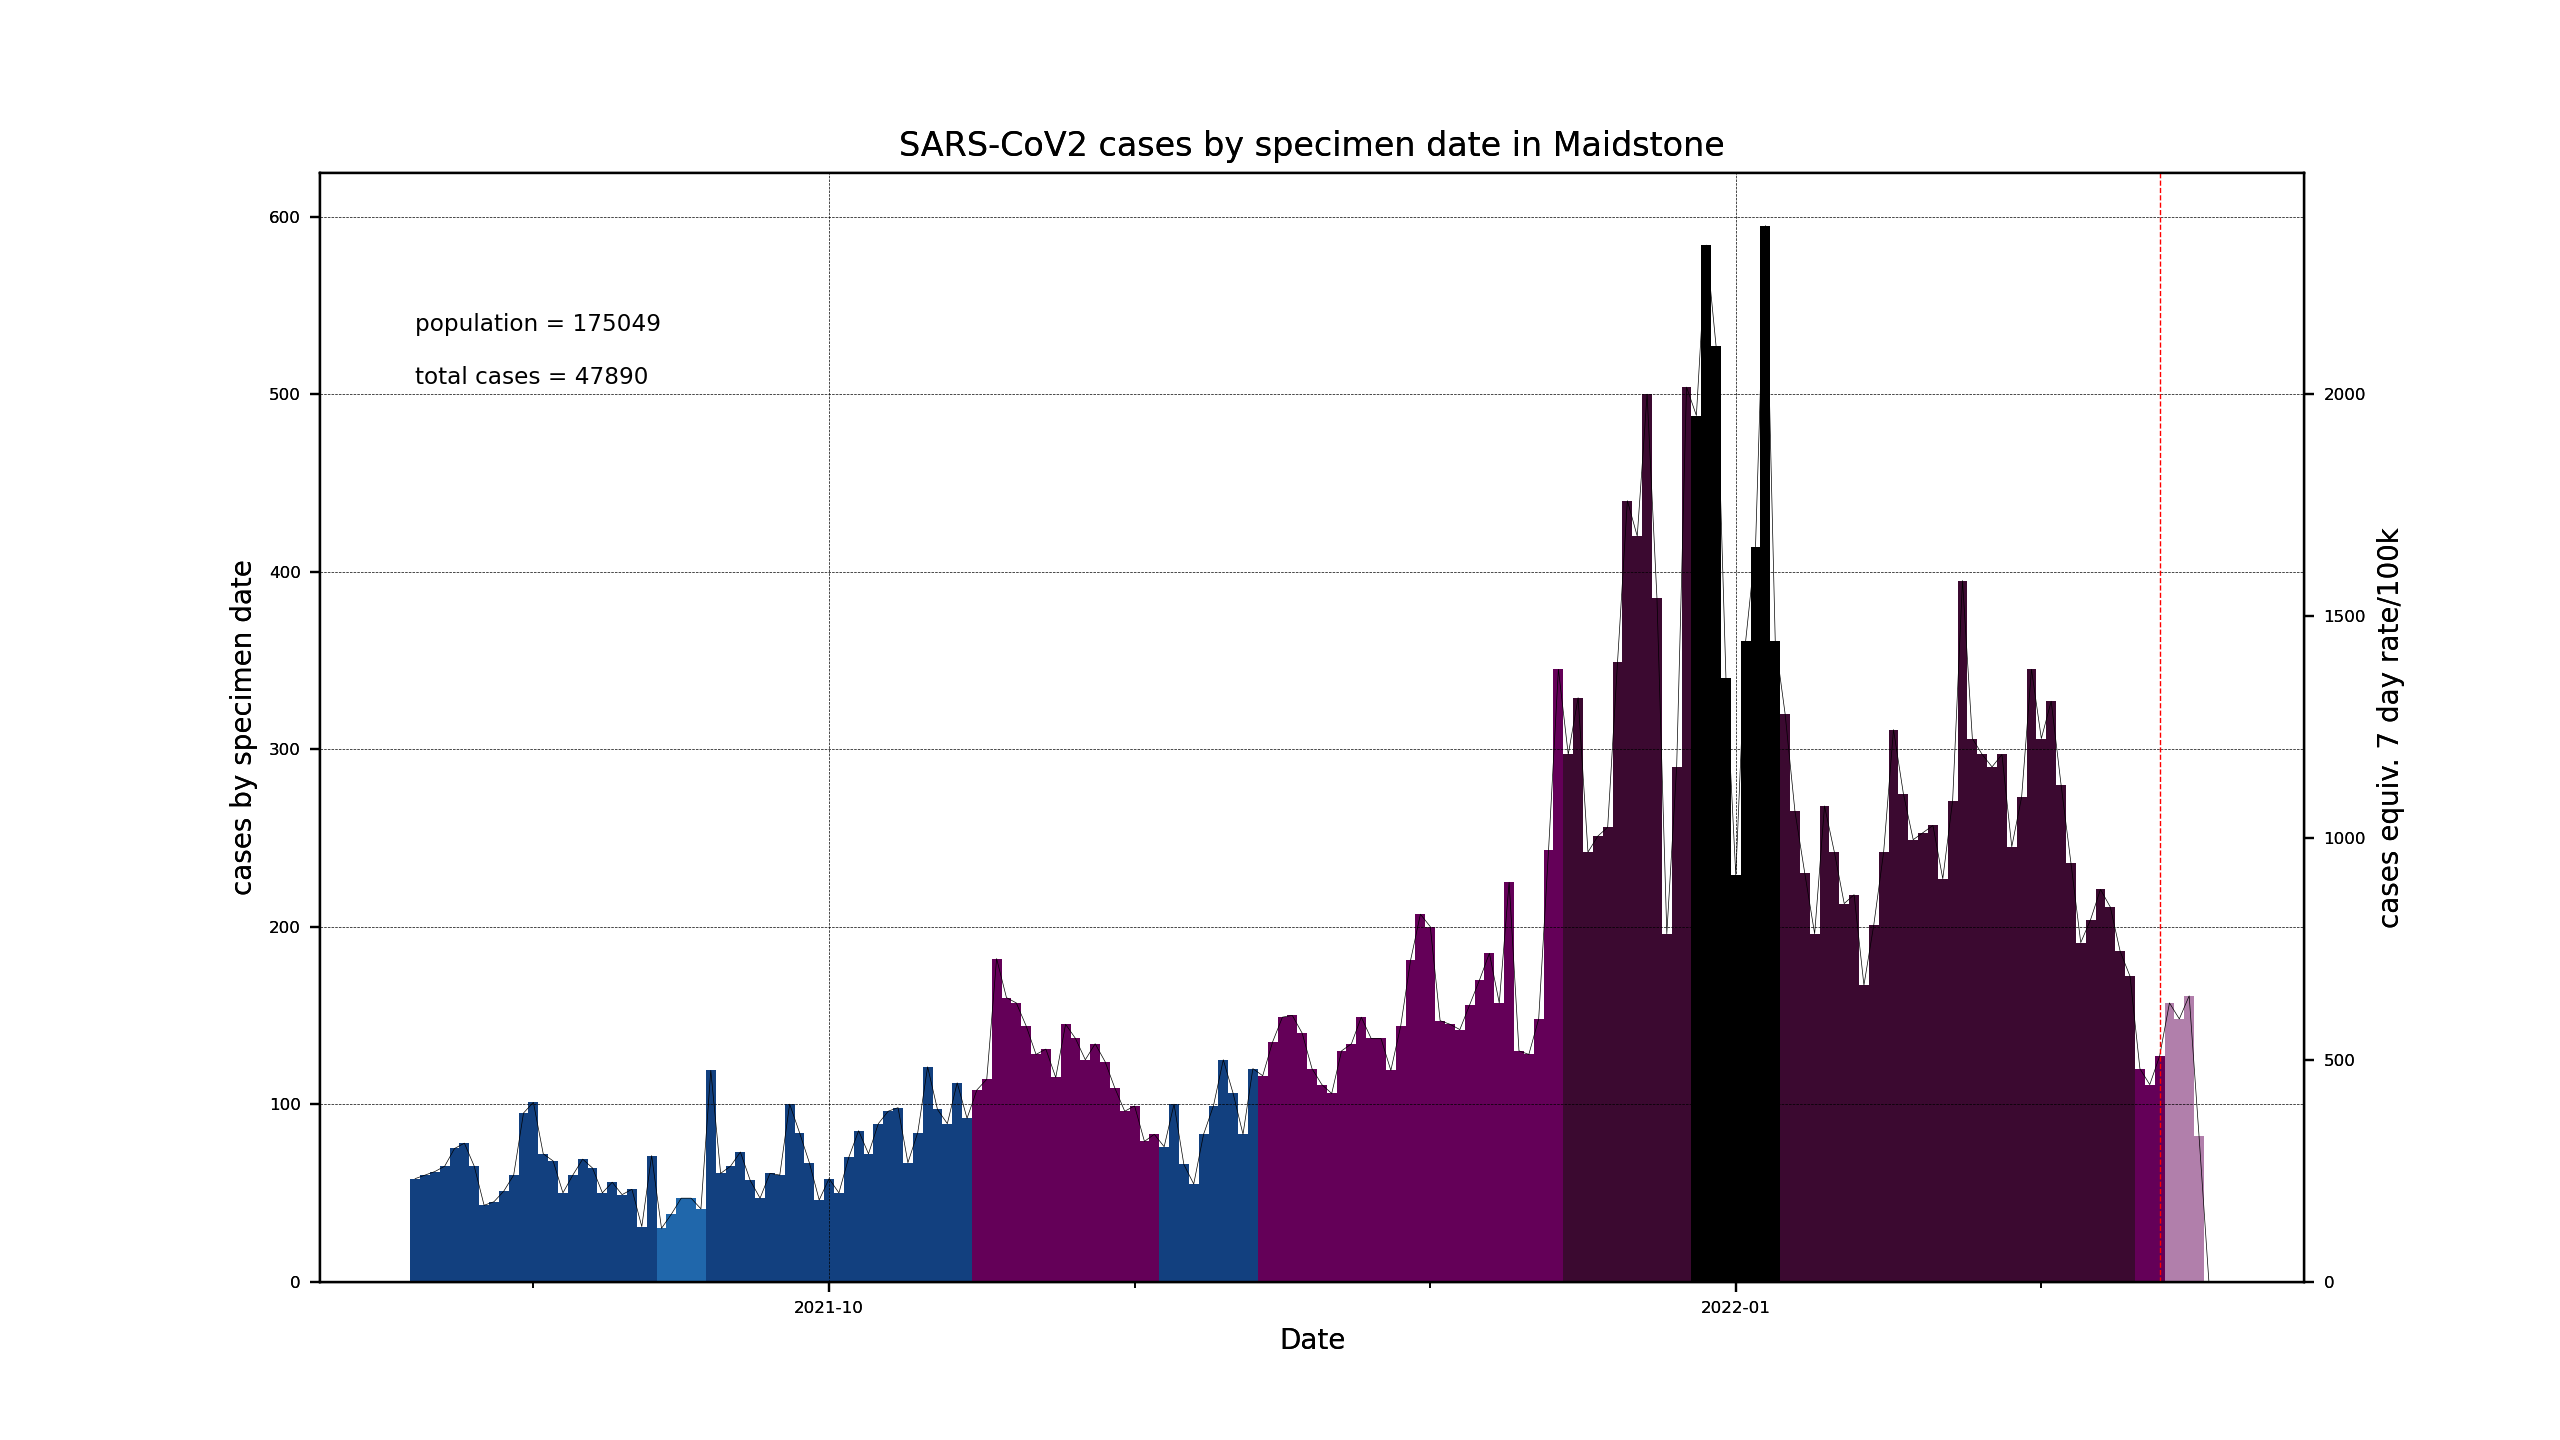 SARS-CoV2 cases by specimen date in Maidstone
population = 175049
total cases = 47890
cases by specimen date
600
500
400
300
200
100
0
2000
1500
1000
500
0
cases equiv. 7 day rate/100k
2021-10
2022-01
Date